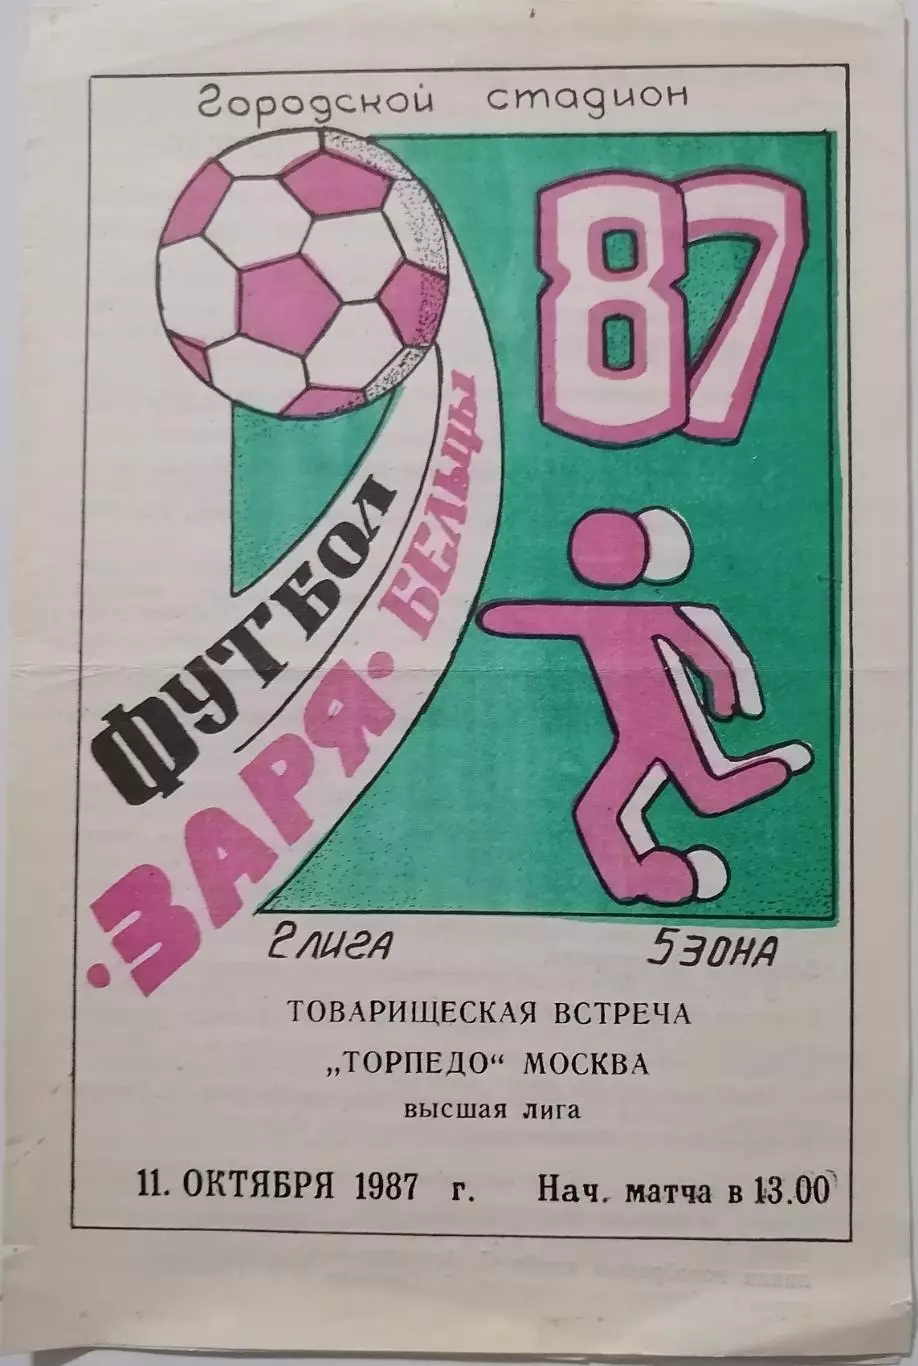 Городской стадион
87
ФУТБОЛ
•ЗАРЯ• БЕЛЬЦЫ
2 ЛИГА 5 ЗОНА
ТОВАРИЩЕСКАЯ ВСТРЕЧА
„ТОРПЕДО“ МОСКВА
ВЫСШАЯ ЛИГА
11. ОКТЯБРЯ 1987 г. Нач. матча в 13.00